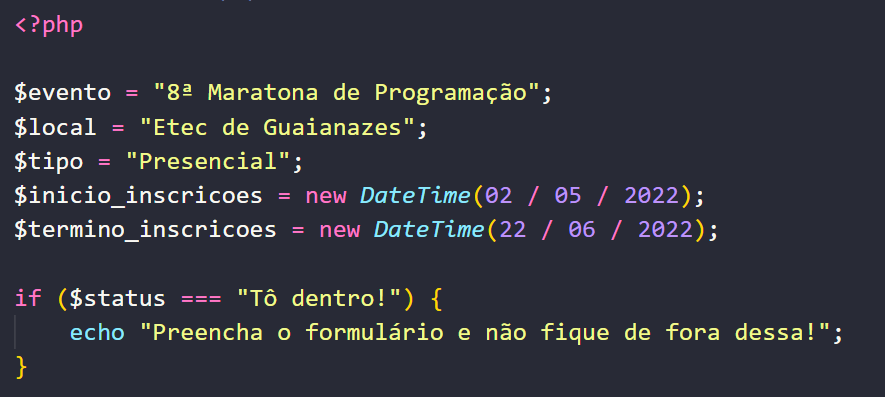 <?php
$evento = "8ª Maratona de Programação";
$local = "Etec de Guaianazes";
$tipo = "Presencial";
$inicio_inscricoes = new DateTime(02 / 05 / 2022);
$termino_inscricoes = new DateTime(22 / 06 / 2022);
if ($status === "Tô dentro!") {
    echo "Preencha o formulário e não fique de fora dessa!";
}